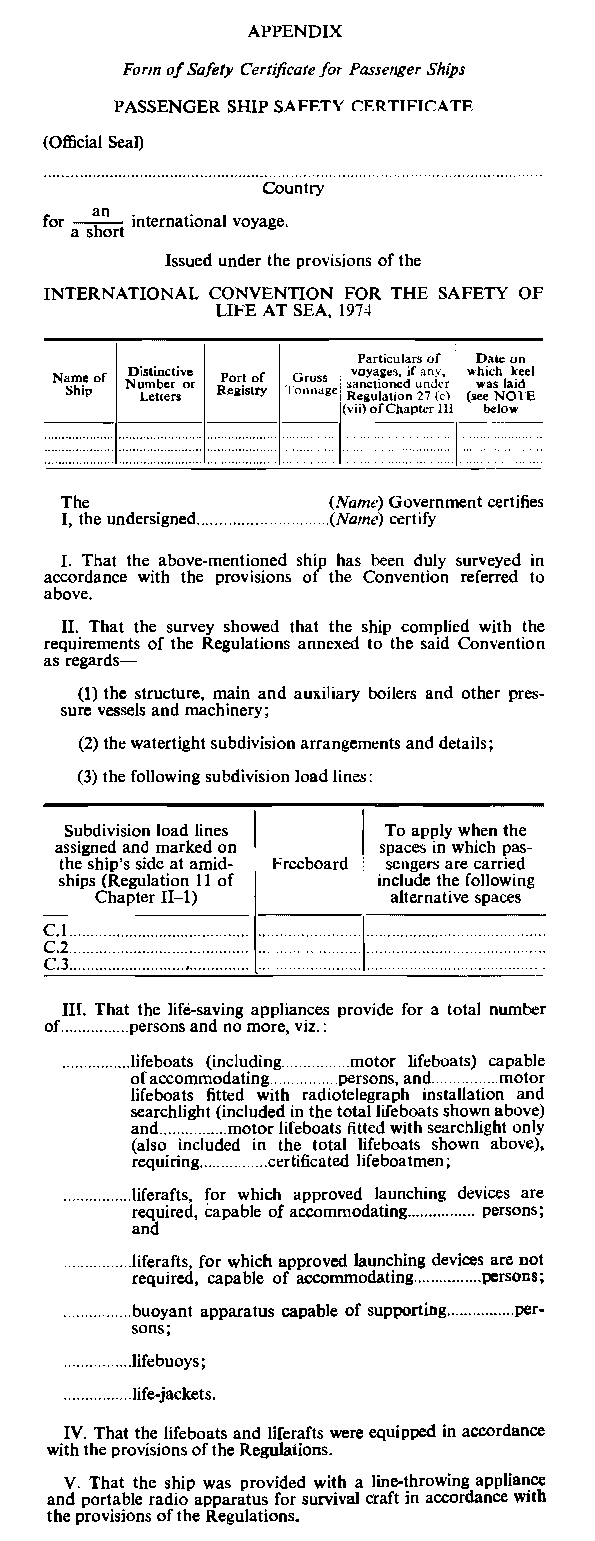 APPENDIX
Form of Safety Certificate for Passenger Ships
PASSENGER SHIP SAFETY CERTIFICATE
(Official Seal)
................................................................................
Country
for an / a short international voyage.
Issued under the provisions of the
INTERNATIONAL CONVENTION FOR THE SAFETY OF
LIFE AT SEA, 1974
Name of
Ship
Distinctive
Number or
Letters
Port of
Registry
Gross
Tonnage
Particulars of
voyages, if any,
sanctioned under
Regulation 27 (c)
(vii) of Chapter III
Date on
which keel
was laid
(see NOTE
below
The (Name) Government certifies
I, the undersigned............................(Name) certify
I. That the above-mentioned ship has been duly surveyed in
accordance with the provisions of the Convention referred to
above.
II. That the survey showed that the ship complied with the
requirements of the Regulations annexed to the said Convention
as regards—
(1) the structure, main and auxiliary boilers and other pres-
sure vessels and machinery;
(2) the watertight subdivision arrangements and details;
(3) the following subdivision load lines:
Subdivision load lines
assigned and marked on
the ship's side at amid-
ships (Regulation 11 of
Chapter II–1)
Freeboard
To apply when the
spaces in which pas-
sengers are carried
include the following
alternative spaces
C.1........................................
C.2........................................
C.3........................................
III. That the life-saving appliances provide for a total number
of...............persons and no more, viz.:
...............lifeboats (including...............motor lifeboats) capable
of accommodating...............persons, and...............motor
lifeboats fitted with radiotelegraph installation and
searchlight (included in the total lifeboats shown above)
and...............motor lifeboats fitted with searchlight only
(also included in the total lifeboats shown above),
requiring...............certificated lifeboatmen;
...............liferafts, for which approved launching devices are
required, capable of accommodating............... persons;
and
...............liferafts, for which approved launching devices are not
required, capable of accommodating...............persons;
...............buoyant apparatus capable of supporting...............per-
sons;
...............lifebuoys;
...............life-jackets.
IV. That the lifeboats and liferafts were equipped in accordance
with the provisions of the Regulations.
V. That the ship was provided with a line-throwing appliance
and portable radio apparatus for survival craft in accordance with
the provisions of the Regulations.